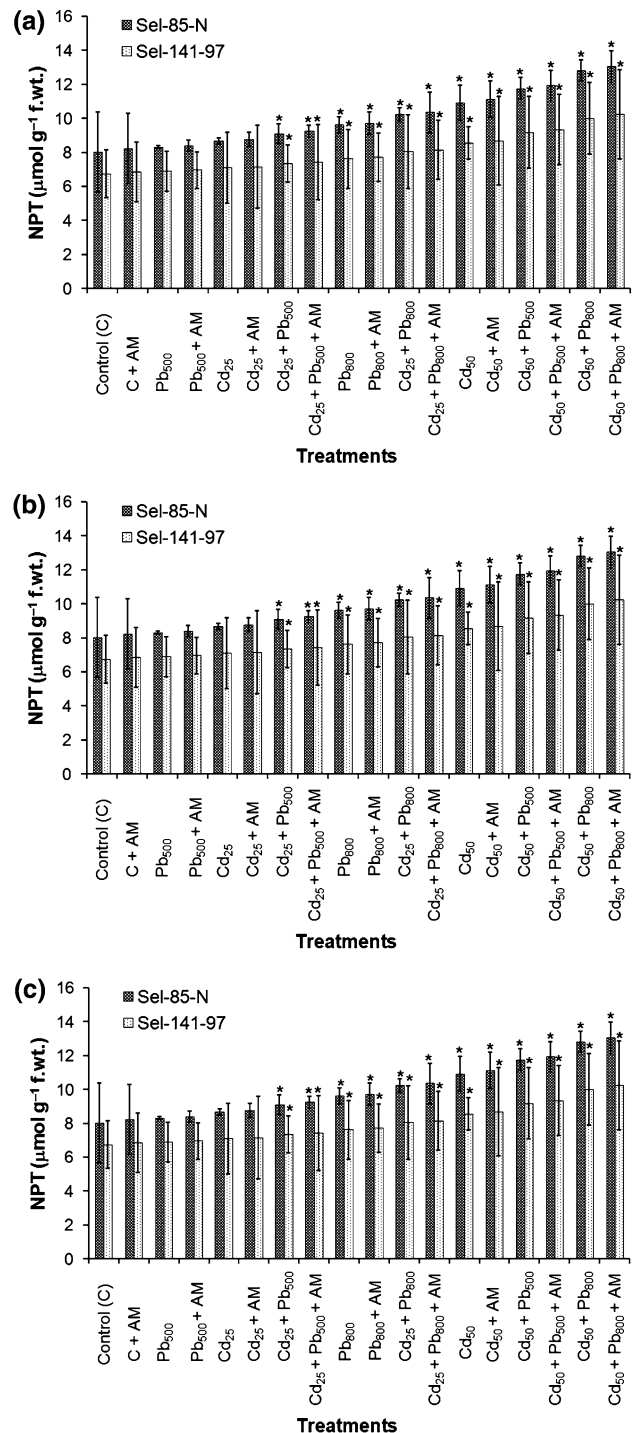 (a)
Sel-85-N
Sel-141-97
NPT (µmol g⁻¹ f.wt.)
16
14
12
10
8
6
4
2
0
* * * * * * * * * * * * * * * * * * * * * * * *
Control (C)
C + AM
Pb₅₀₀
Pb₅₀₀ + AM
Cd₂₅
Cd₂₅ + AM
Cd₂₅ + Pb₅₀₀
Cd₂₅ + Pb₅₀₀ + AM
Pb₈₀₀
Pb₈₀₀ + AM
Cd₂₅ + Pb₈₀₀
Cd₂₅ + Pb₈₀₀ + AM
Cd₅₀
Cd₅₀ + AM
Cd₅₀ + Pb₅₀₀
Cd₅₀ + Pb₅₀₀ + AM
Cd₅₀ + Pb₈₀₀
Cd₅₀ + Pb₈₀₀ + AM
Treatments
(b)
Sel-85-N
Sel-141-97
NPT (µmol g⁻¹ f.wt.)
16
14
12
10
8
6
4
2
0
* * * * * * * * * * * * * * * * * * * * * * * *
Control (C)
C + AM
Pb₅₀₀
Pb₅₀₀ + AM
Cd₂₅
Cd₂₅ + AM
Cd₂₅ + Pb₅₀₀
Cd₂₅ + Pb₅₀₀ + AM
Pb₈₀₀
Pb₈₀₀ + AM
Cd₂₅ + Pb₈₀₀
Cd₂₅ + Pb₈₀₀ + AM
Cd₅₀
Cd₅₀ + AM
Cd₅₀ + Pb₅₀₀
Cd₅₀ + Pb₅₀₀ + AM
Cd₅₀ + Pb₈₀₀
Cd₅₀ + Pb₈₀₀ + AM
Treatments
(c)
Sel-85-N
Sel-141-97
NPT (µmol g⁻¹ f.wt.)
16
14
12
10
8
6
4
2
0
* * * * * * * * * * * * * * * * * * * * * * * *
Control (C)
C + AM
Pb₅₀₀
Pb₅₀₀ + AM
Cd₂₅
Cd₂₅ + AM
Cd₂₅ + Pb₅₀₀
Cd₂₅ + Pb₅₀₀ + AM
Pb₈₀₀
Pb₈₀₀ + AM
Cd₂₅ + Pb₈₀₀
Cd₂₅ + Pb₈₀₀ + AM
Cd₅₀
Cd₅₀ + AM
Cd₅₀ + Pb₅₀₀
Cd₅₀ + Pb₅₀₀ + AM
Cd₅₀ + Pb₈₀₀
Cd₅₀ + Pb₈₀₀ + AM
Treatments